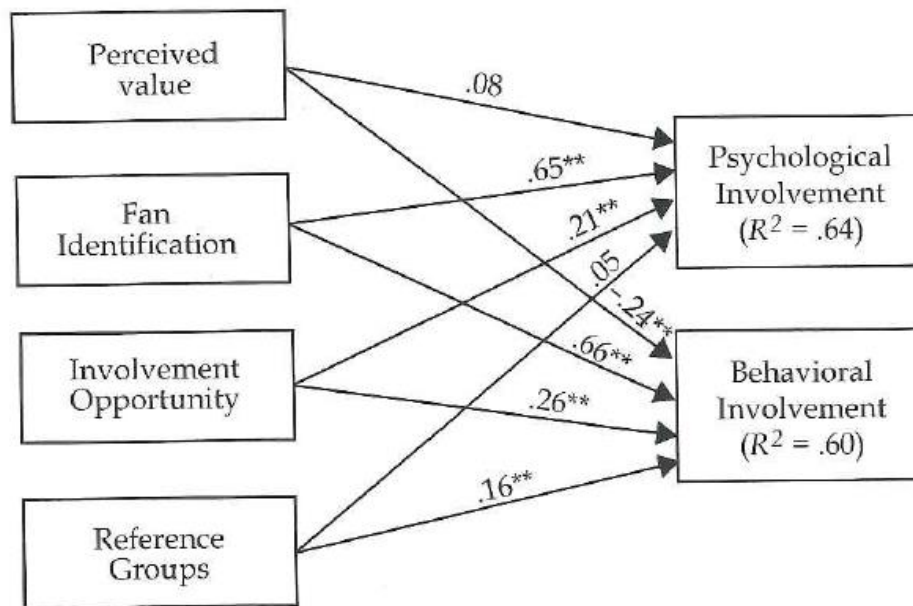 Perceived
value
Fan
Identification
Involvement
Opportunity
Reference
Groups
.08
.65**
.21**
.05
-.24**
.66**
.26**
.16**
Psychological
Involvement
(R² = .64)
Behavioral
Involvement
(R² = .60)